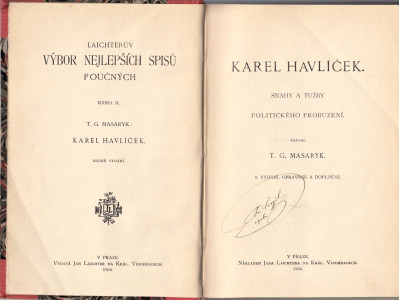 LAICHTERŮV
VÝBOR NEJLEPŠÍCH SPISŮ
POUČNÝCH
KNIHA II.
T. G. MASARYK:
KAREL HAVLÍČEK.
DRUHÉ VYDÁNÍ.
V PRAZE.
VYDÁVÁ JAN LAICHTER NA KRÁL. VINOHRADECH.
1904.
KAREL HAVLÍČEK.
SNAHY A TUŽBY
POLITICKÉHO PROBUZENÍ.
NAPSAL
T. G. MASARYK.
2. VYDÁNÍ, OPRAVENÉ A DOPLNĚNÉ.
V PRAZE.
NÁKLADEM JANA LAICHTERA NA KRÁL. VINOHRADECH.
1904.